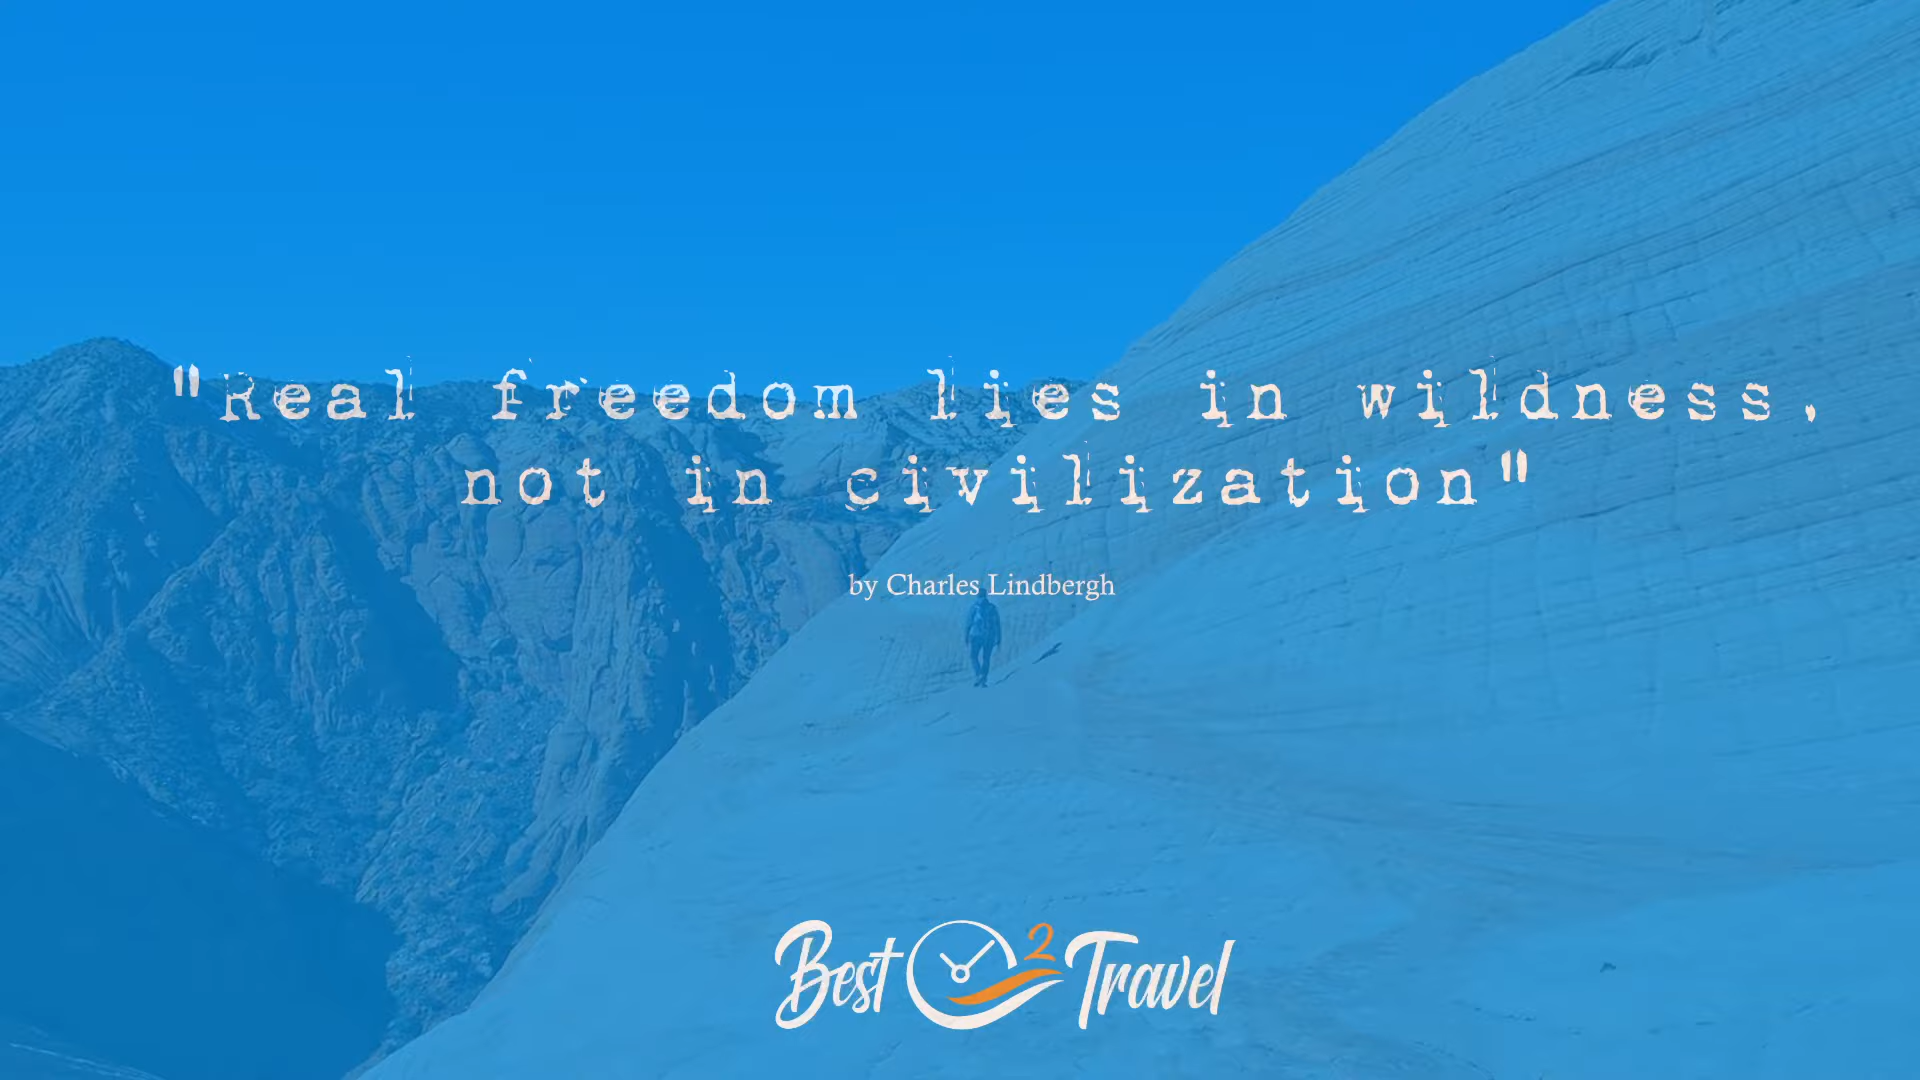 "Real freedom lies in wildness,
not in civilization"
by Charles Lindbergh
Best 2 Travel